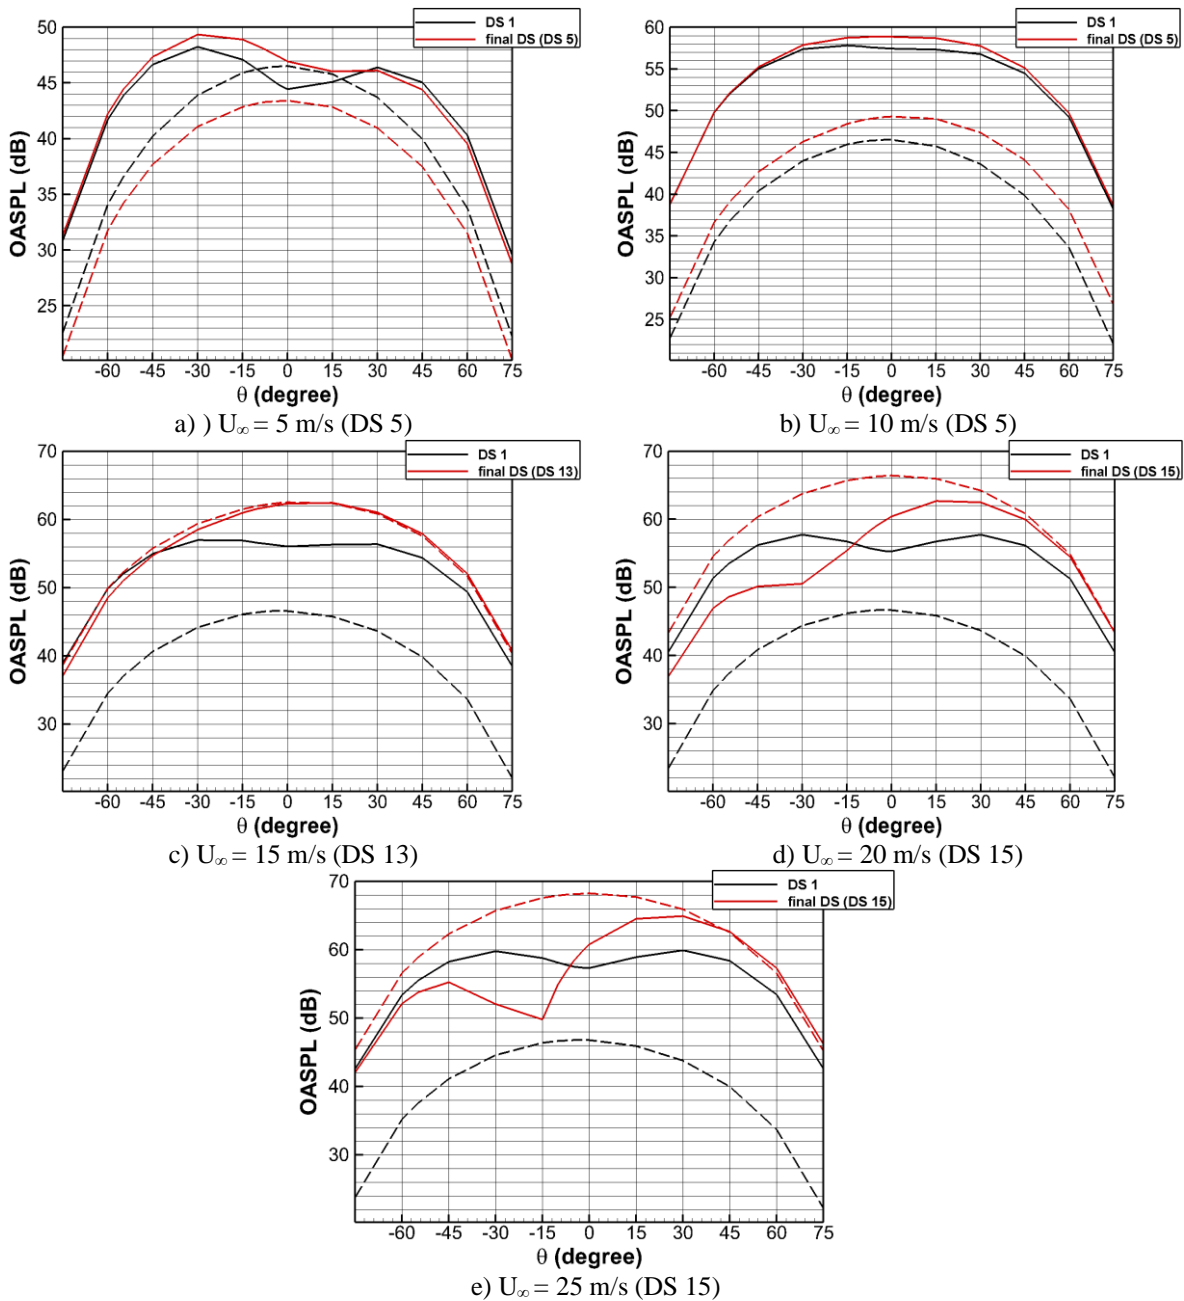 DS 1
final DS (DS 5)
50
45
40
35
30
25
OASPL (dB)
-60 -45 -30 -15 0 15 30 45 60 75
θ (degree)
a) ) U∞ = 5 m/s (DS 5)
DS 1
final DS (DS 5)
60
55
50
45
40
35
30
25
OASPL (dB)
-60 -45 -30 -15 0 15 30 45 60 75
θ (degree)
b) U∞ = 10 m/s (DS 5)
DS 1
final DS (DS 13)
70
60
50
40
30
OASPL (dB)
-60 -45 -30 -15 0 15 30 45 60 75
θ (degree)
c) U∞ = 15 m/s (DS 13)
DS 1
final DS (DS 15)
70
60
50
40
30
OASPL (dB)
-60 -45 -30 -15 0 15 30 45 60 75
θ (degree)
d) U∞ = 20 m/s (DS 15)
DS 1
final DS (DS 15)
70
60
50
40
30
OASPL (dB)
-60 -45 -30 -15 0 15 30 45 60 75
θ (degree)
e) U∞ = 25 m/s (DS 15)